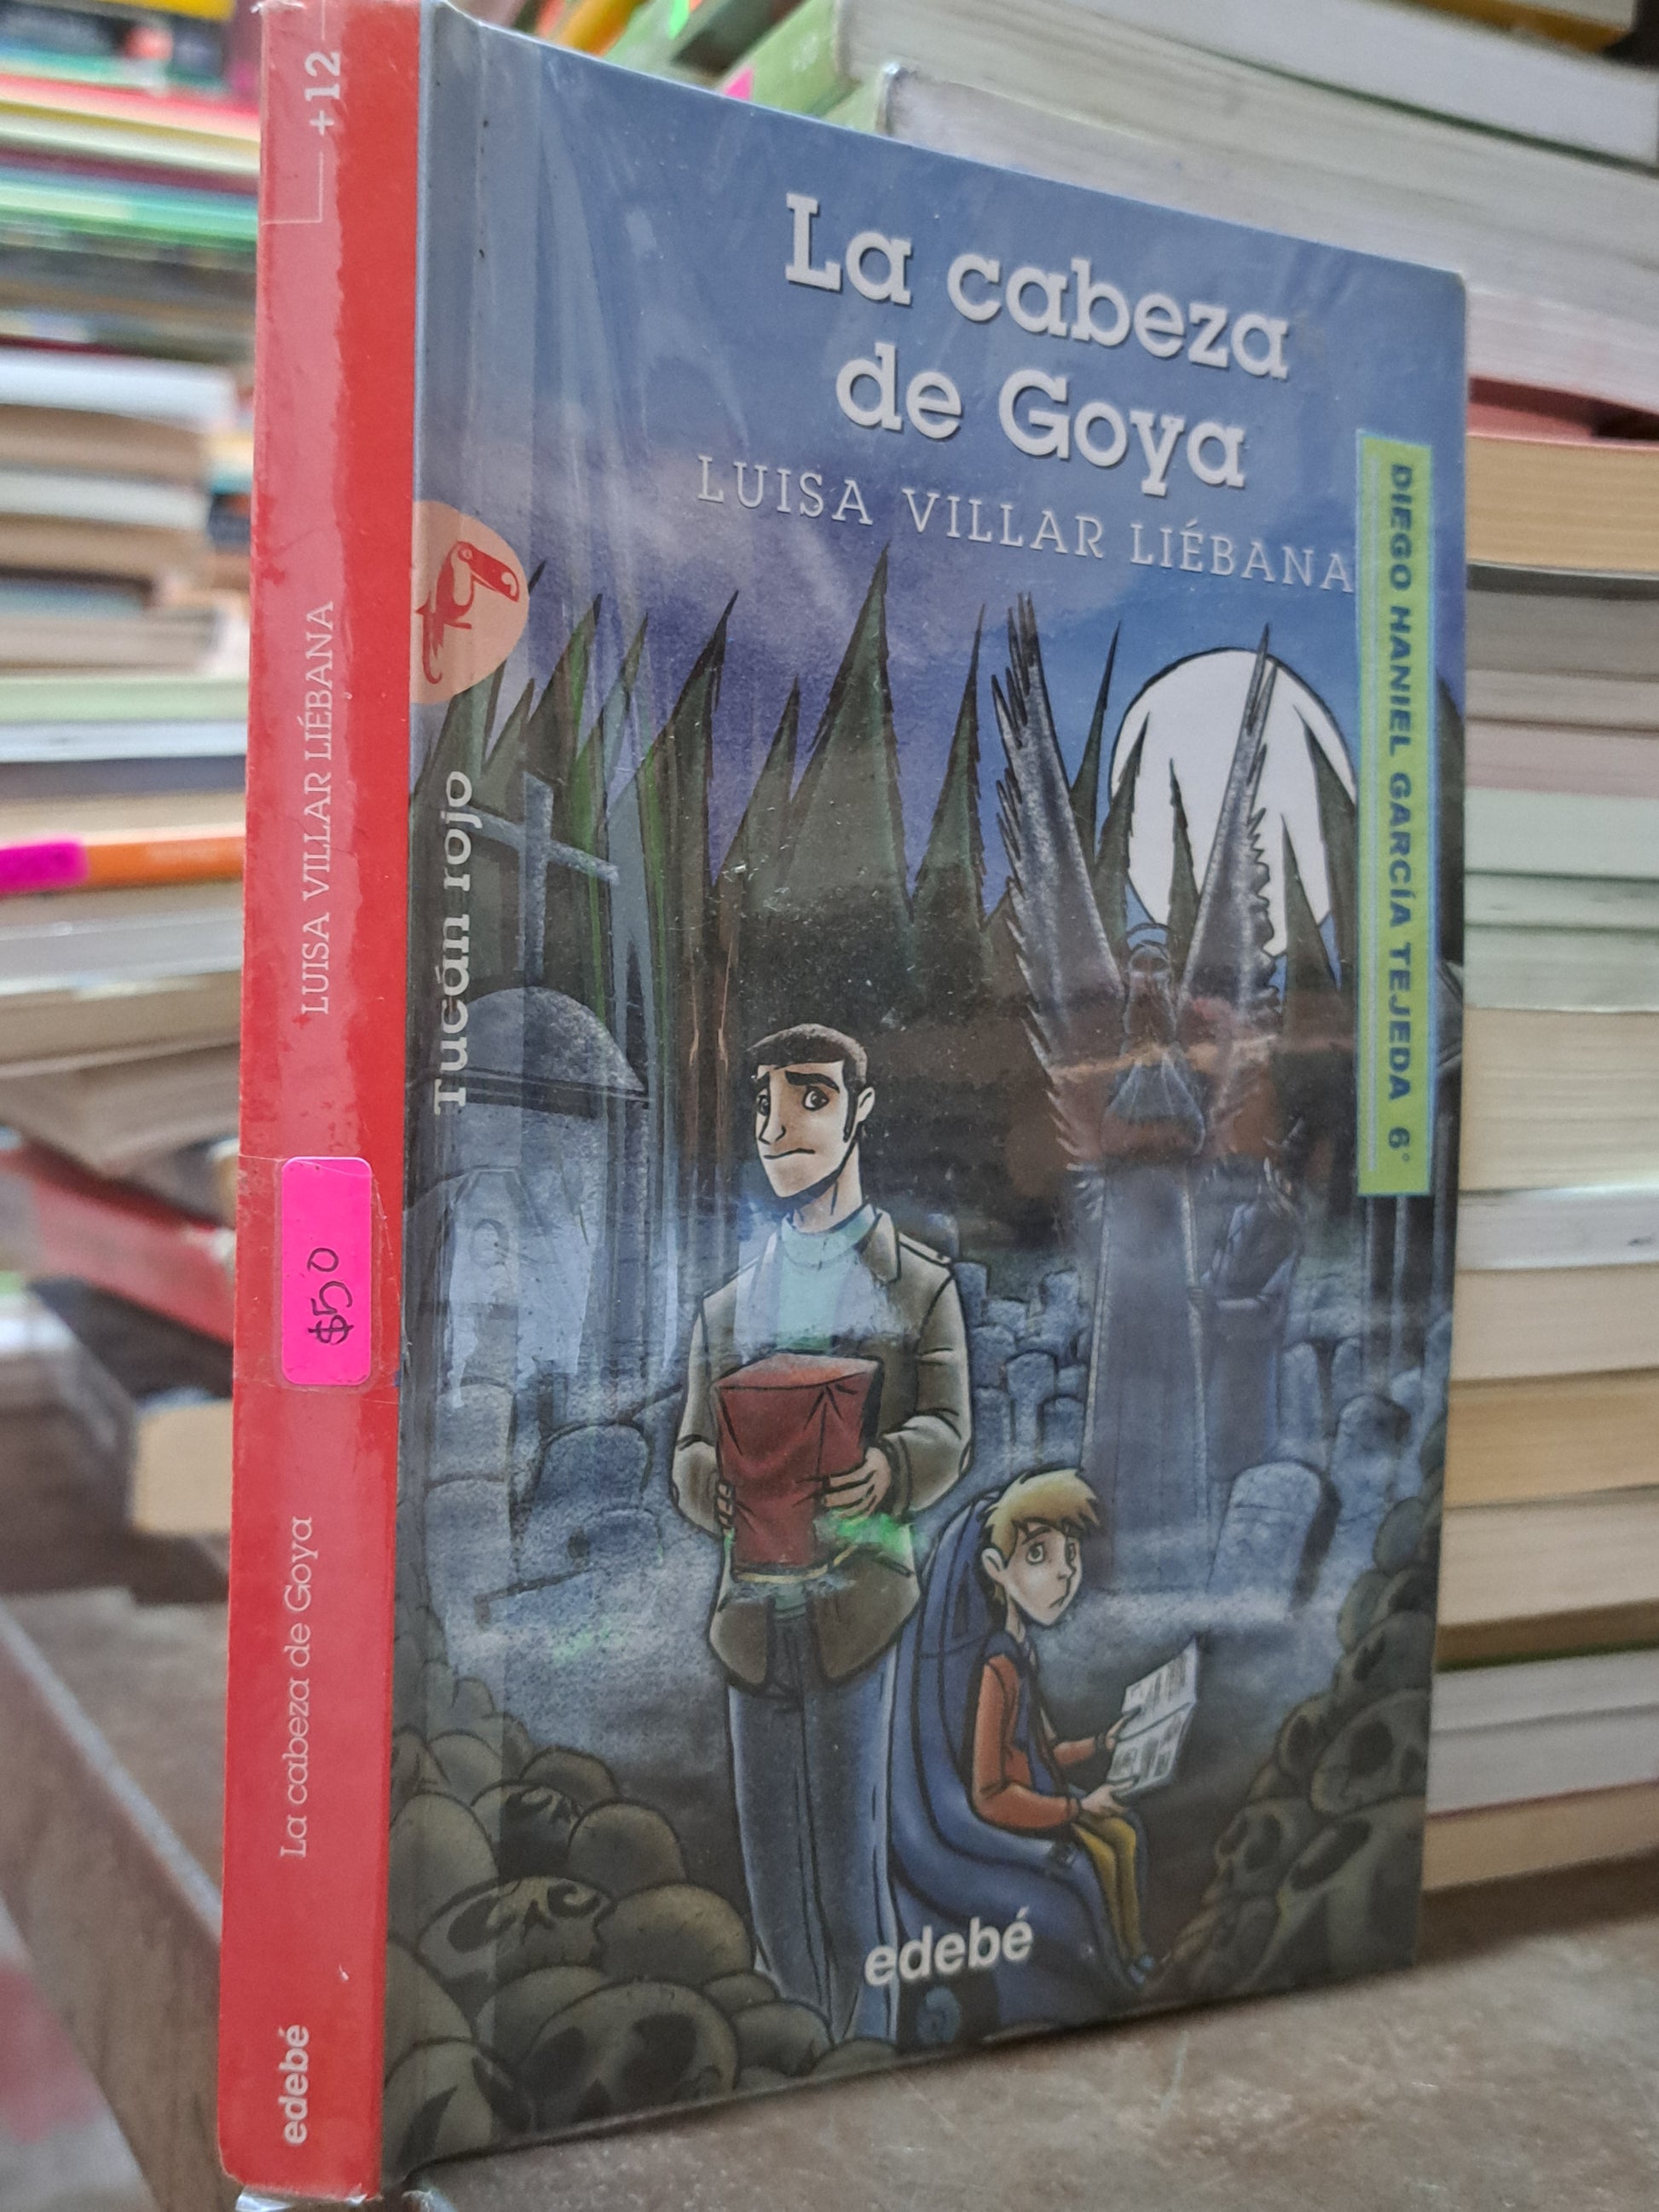 +12
LUISA VILLAR LIÉBANA
$50
La cabeza de Goya
edebé
La cabeza
de Goya
LUISA VILLAR LIÉBANA
Tucán rojo
DIEGO HANIEL GARCÍA TEJEDA 6°
edebé